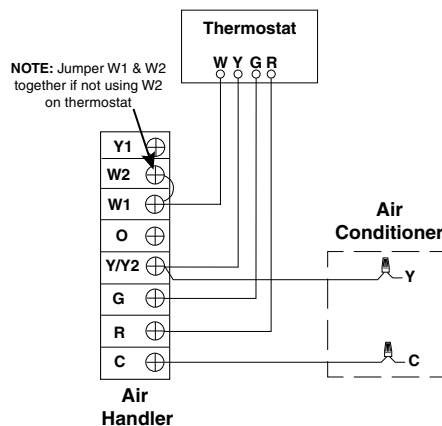 Thermostat
W Y G R
NOTE: Jumper W1 & W2
together if not using W2
on thermostat
Y1
W2
W1
O
Y/Y2
G
R
C
Air
Handler
Air
Conditioner
Y
C